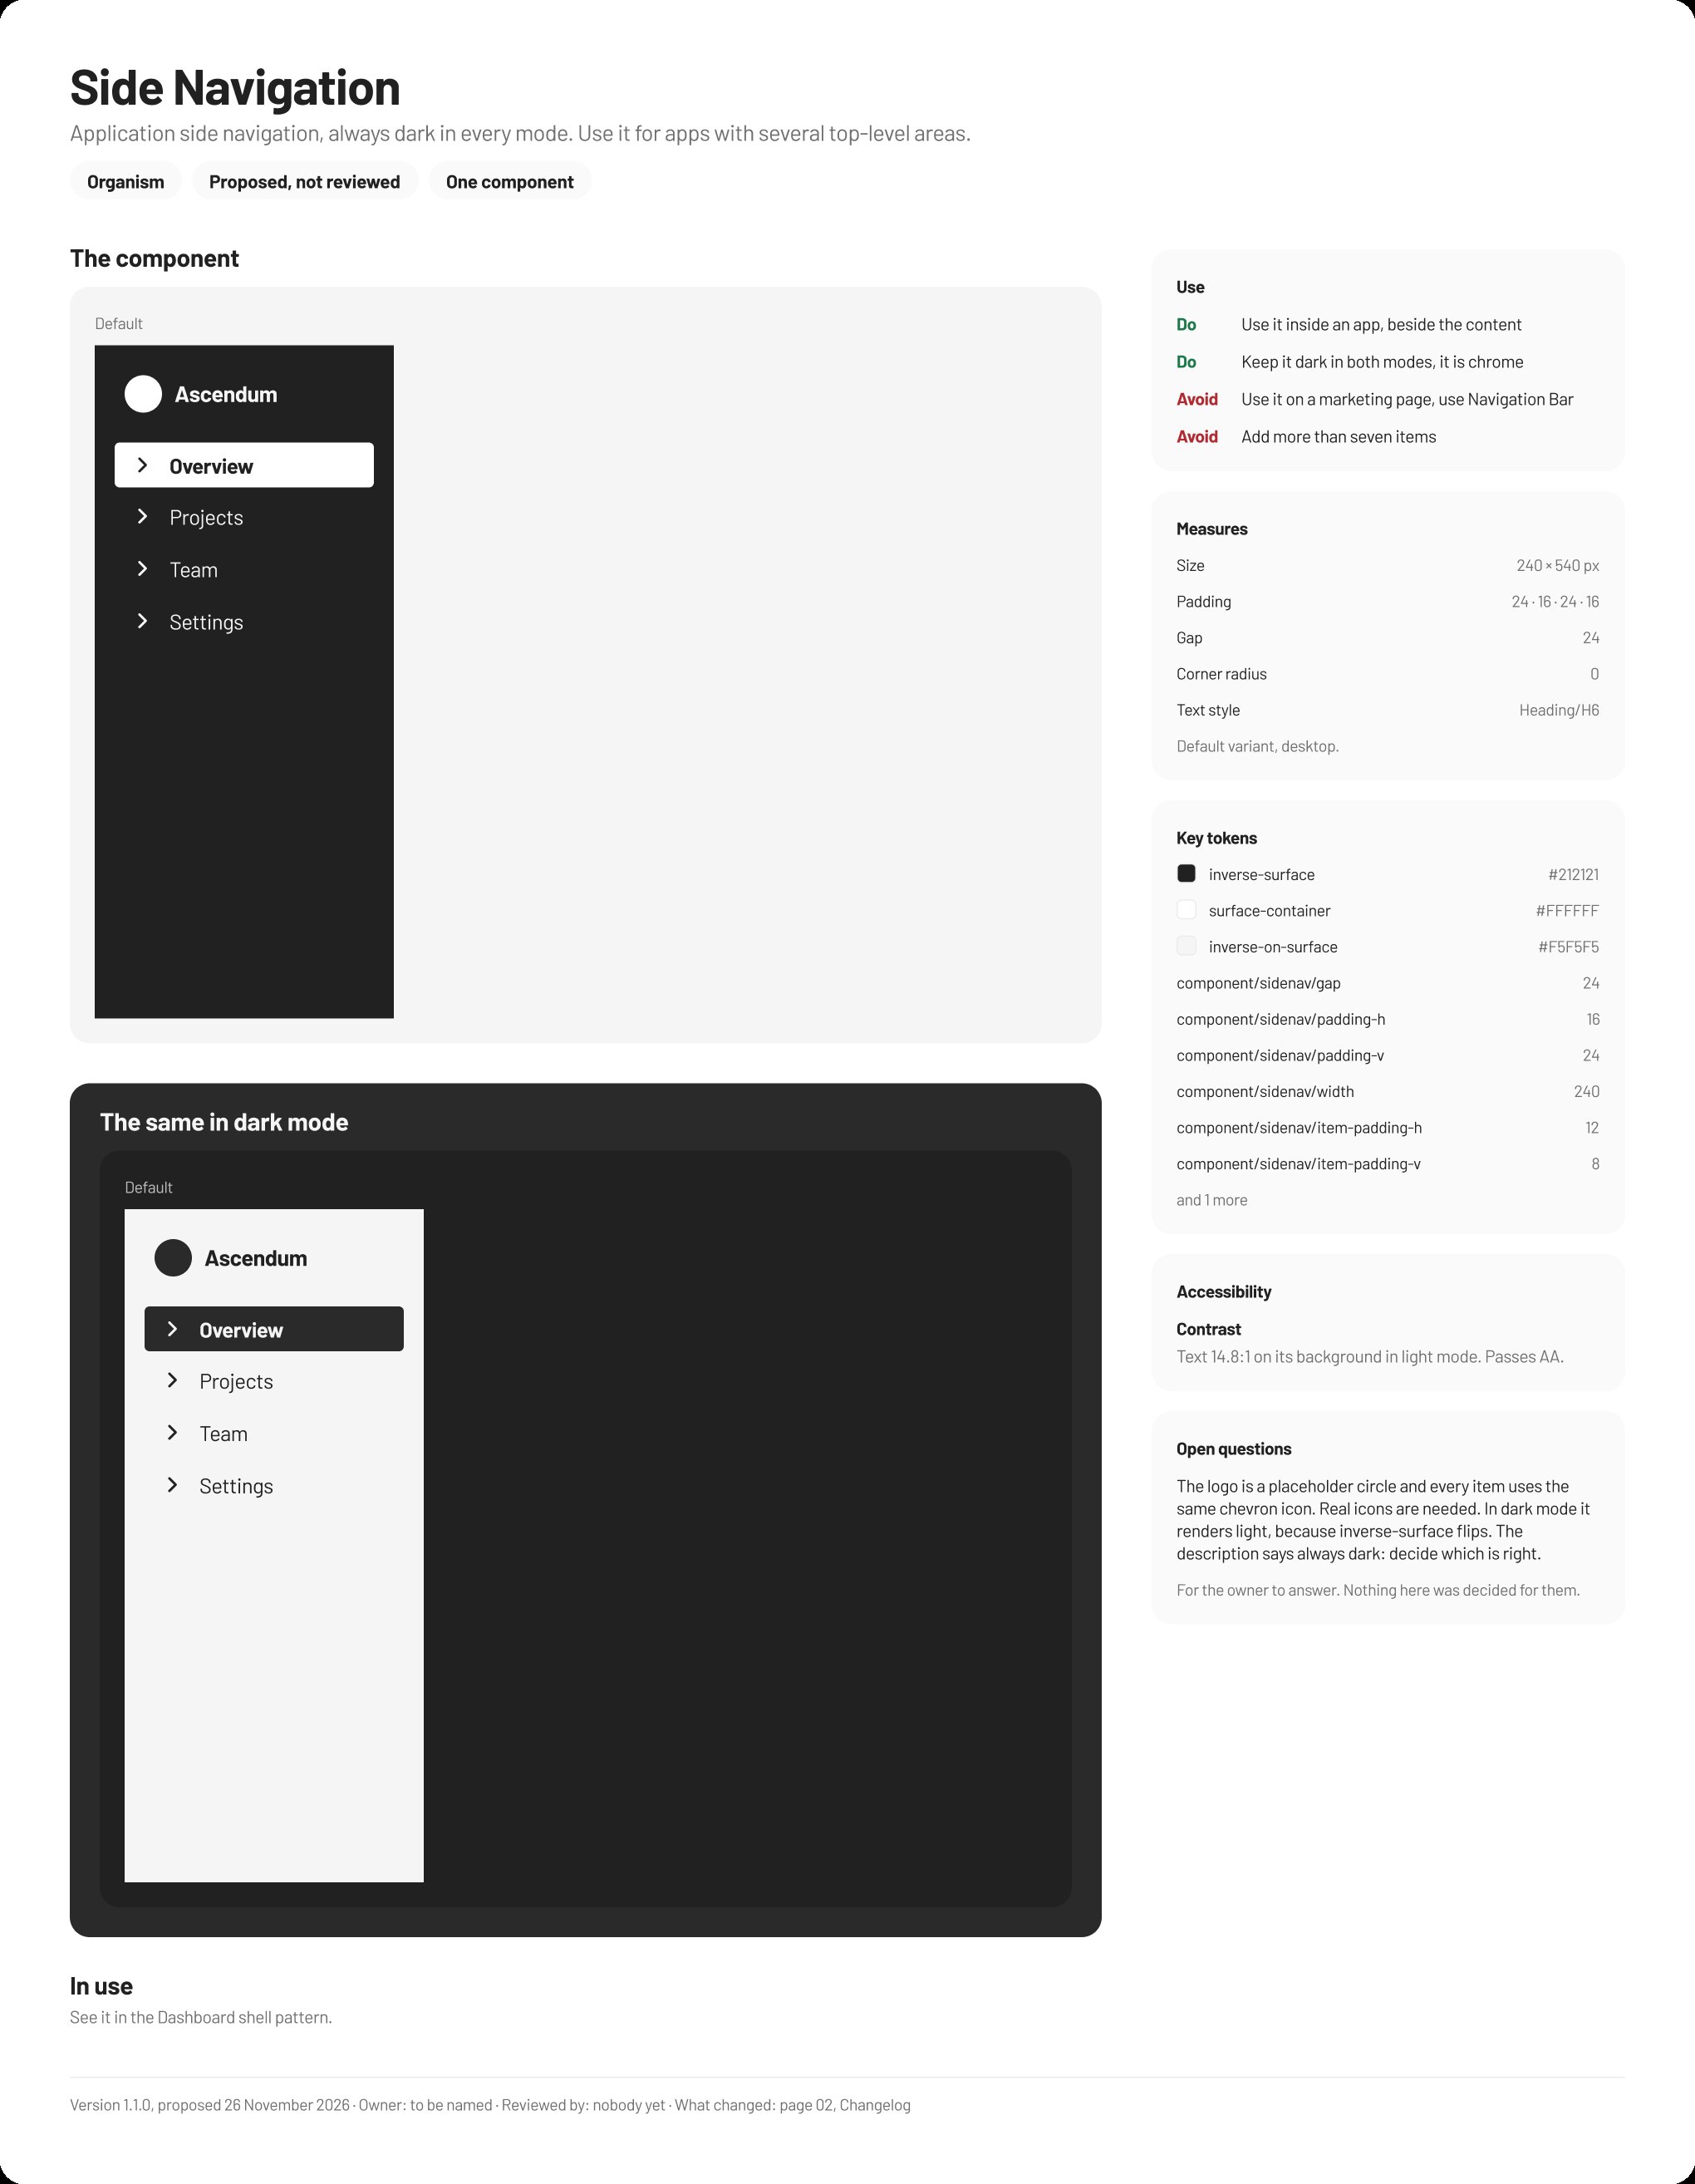 Side Navigation
Application side navigation, always dark in every mode. Use it for apps with several top-level areas.
Organism
Proposed, not reviewed
One component
The component
Default
Ascendum
Overview
Projects
Team
Settings
The same in dark mode
Default
Ascendum
Overview
Projects
Team
Settings
In use
See it in the Dashboard shell pattern.
Use
Do Use it inside an app, beside the content
Do Keep it dark in both modes, it is chrome
Avoid Use it on a marketing page, use Navigation Bar
Avoid Add more than seven items
Measures
Size 240 × 540 px
Padding 24 · 16 · 24 · 16
Gap 24
Corner radius 0
Text style Heading/H6
Default variant, desktop.
Key tokens
inverse-surface #212121
surface-container #FFFFFF
inverse-on-surface #F5F5F5
component/sidenav/gap 24
component/sidenav/padding-h 16
component/sidenav/padding-v 24
component/sidenav/width 240
component/sidenav/item-padding-h 12
component/sidenav/item-padding-v 8
and 1 more
Accessibility
Contrast
Text 14.8:1 on its background in light mode. Passes AA.
Open questions
The logo is a placeholder circle and every item uses the
same chevron icon. Real icons are needed. In dark mode it
renders light, because inverse-surface flips. The
description says always dark: decide which is right.
For the owner to answer. Nothing here was decided for them.
Version 1.1.0, proposed 26 November 2026 · Owner: to be named · Reviewed by: nobody yet · What changed: page 02, Changelog